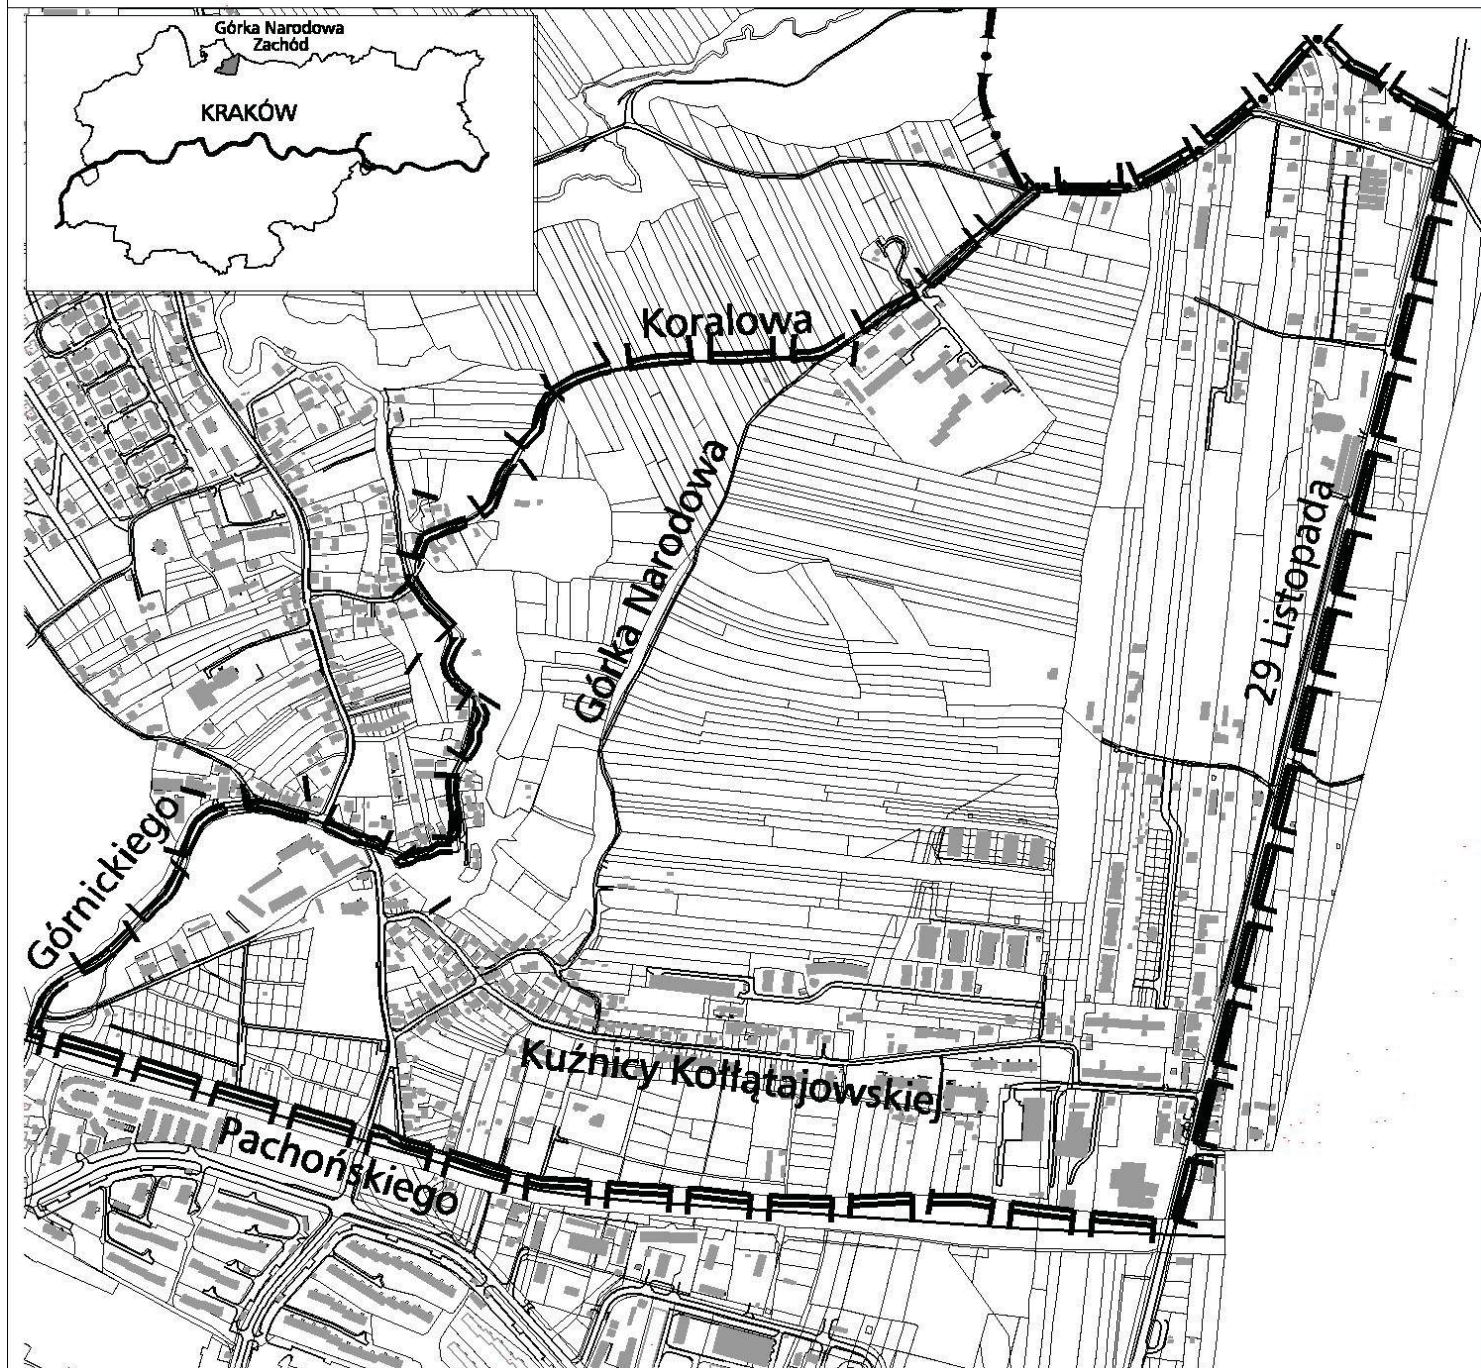 Górka Narodowa
Zachód
KRAKÓW
Koralowa
Górka Narodowa
29 Listopada
Górnickiego
Kuźnicy Kołłątajowskiej
Pachońskiego